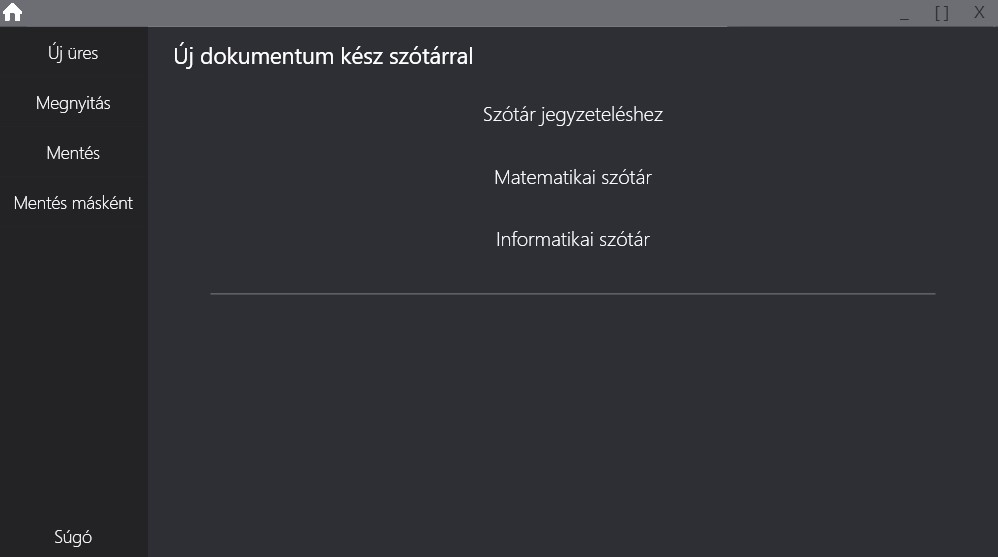 _ [ ] X
Új üres
Megnyitás
Mentés
Mentés másként
Súgó
Új dokumentum kész szótárral
Szótár jegyzeteléshez
Matematikai szótár
Informatikai szótár